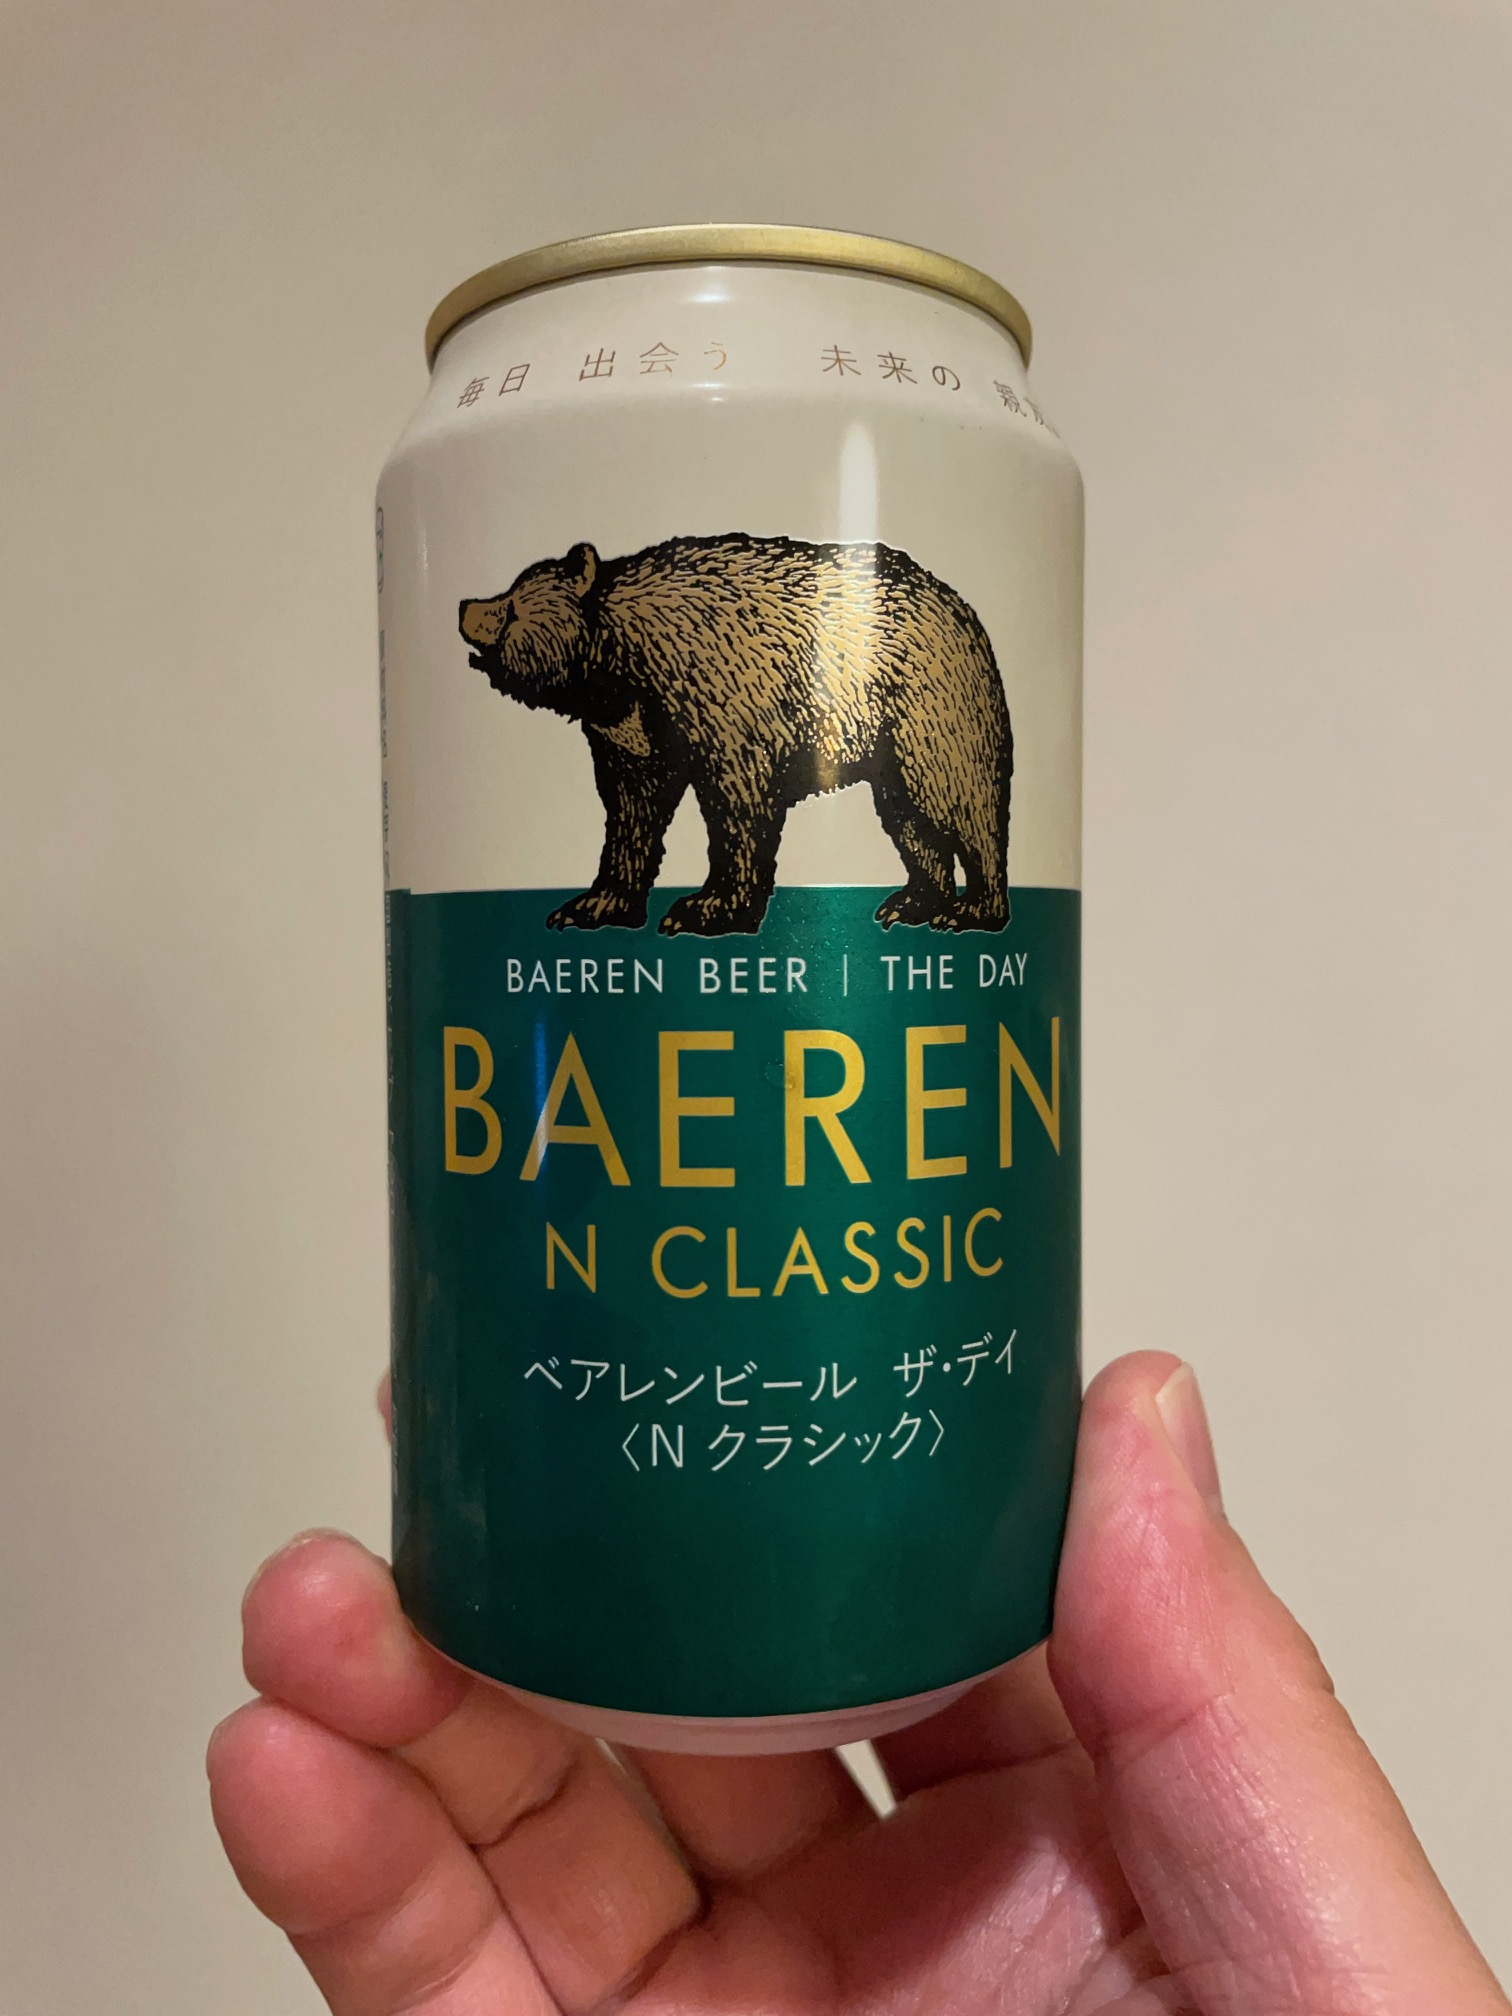 毎日 出会う 未来の 親
BAEREN BEER | THE DAY
BAEREN
N CLASSIC
ベアレンビール ザ・デイ
〈N クラシック〉